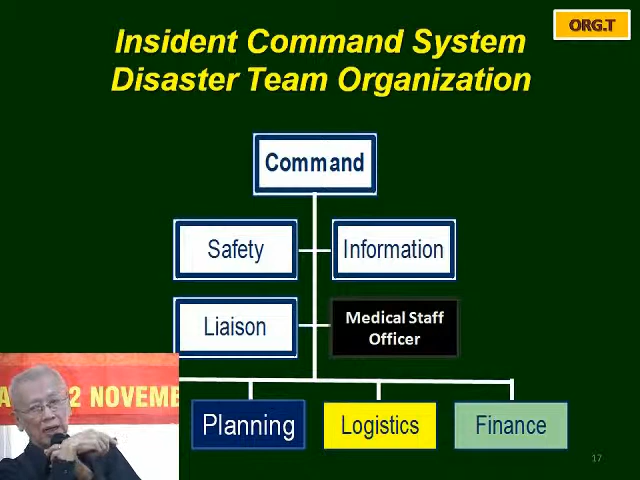 ORG.T
Insident Command System
Disaster Team Organization
Command
Safety
Information
Liaison
Medical Staff
Officer
2 NOVEME
Planning
Logistics
Finance
17